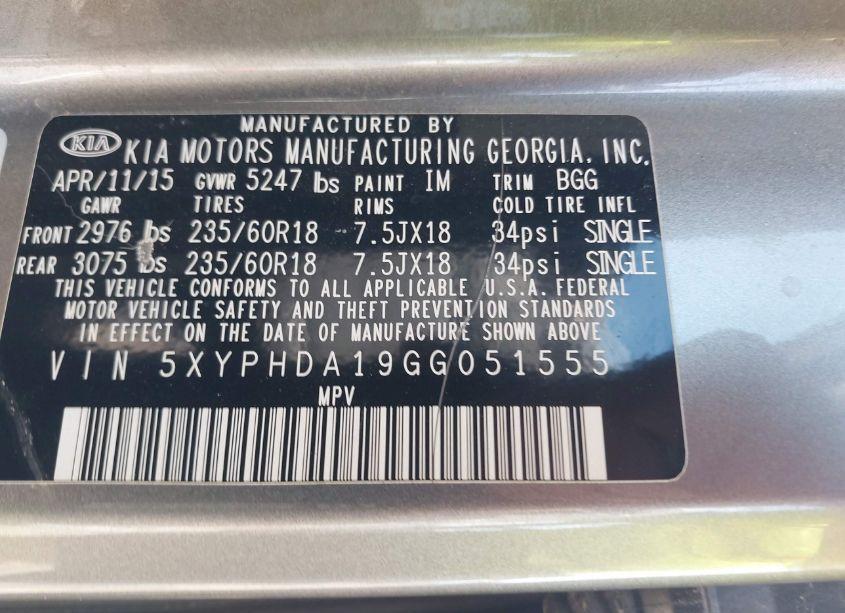 MANUFACTURED BY
KIA KIA MOTORS MANUFACTURING GEORGIA, INC.
APR/11/15 GVWR 5247 lbs PAINT IM TRIM BGG
GAWR TIRES RIMS COLD TIRE INFL
FRONT 2976 lbs 235/60R18 7.5JX18 34psi SINGLE
REAR 3075 lbs 235/60R18 7.5JX18 34psi SINGLE
THIS VEHICLE CONFORMS TO ALL APPLICABLE U.S.A. FEDERAL
MOTOR VEHICLE SAFETY AND THEFT PREVENTION STANDARDS
IN EFFECT ON THE DATE OF MANUFACTURE SHOWN ABOVE
VIN 5XYPHDA19GG051555
MPV